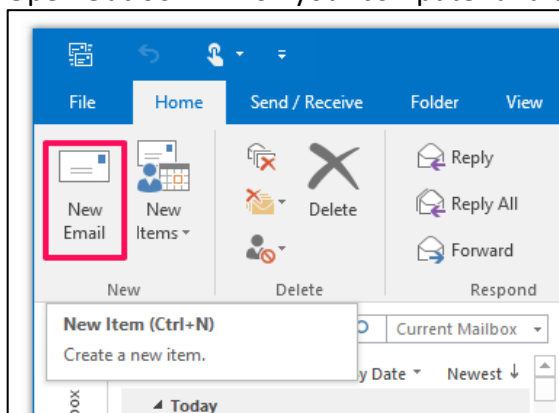 File Home Send / Receive Folder View
New Email
New Items
Delete
Reply
Reply All
Forward
New Delete Respond
New Item (Ctrl+N)
Create a new item.
Current Mailbox
y Date Newest ↓
Today
box